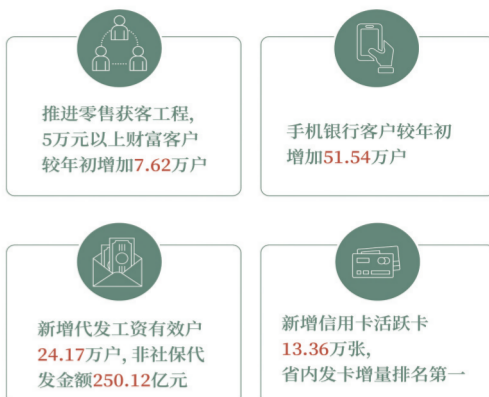 推进零售获客工程,
5万元以上财富客户
较年初增加7.62万户
手机银行客户较年初
增加51.54万户
新增代发工资有效户
24.17万户, 非社保代
发金额250.12亿元
新增信用卡活跃卡
13.36万张,
省内发卡增量排名第一